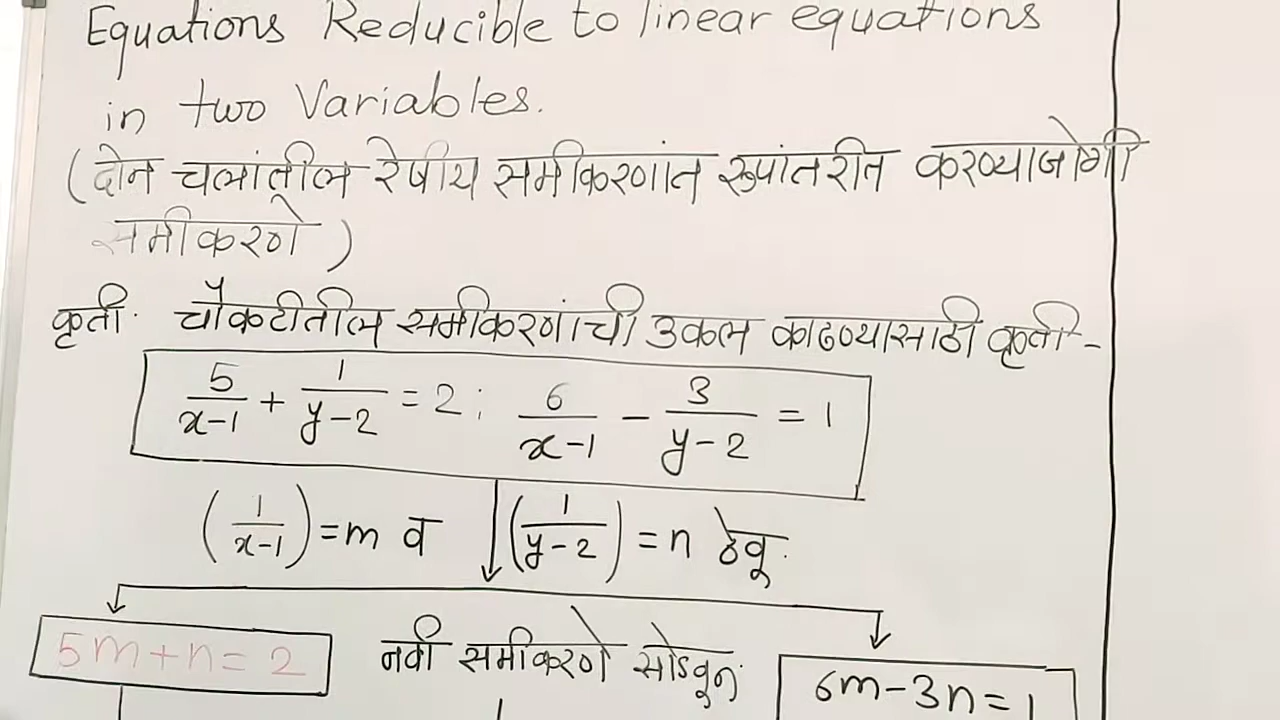 Equations Reducible to linear equations
in two Variables.
(दोन चलांतील रेषीय समीकरणांत रूपांतरीत करण्याजोगी
समीकरणे)
कृती. चौकटीतील समीकरणांची उकल काढण्यासाठी कृती-
5/(x-1) + 1/(y-2) = 2; 6/(x-1) - 3/(y-2) = 1
(1/(x-1)) = m व (1/(y-2)) = n ठेवू.
5m+n=2 नवी समीकरणे सोडवून 6m-3n=1